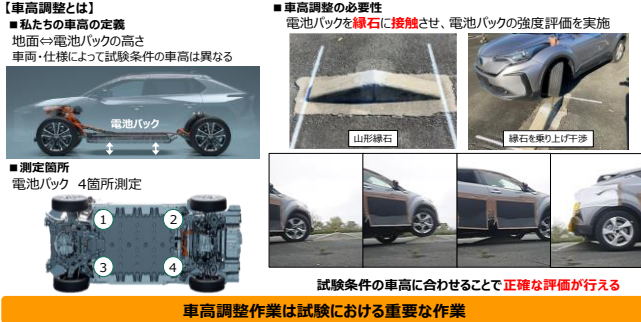 【車高調整とは】
■私たちの車高の定義
地面⇔電池パックの高さ
車両・仕様によって試験条件の車高は異なる
電池パック
■測定箇所
電池パック 4箇所測定
1
2
3
4
■車高調整の必要性
電池パックを縁石に接触させ、電池パックの強度評価を実施
山形縁石
縁石を乗り上げ干渉
試験条件の車高に合わせることで正確な評価が行える
車高調整作業は試験における重要な作業